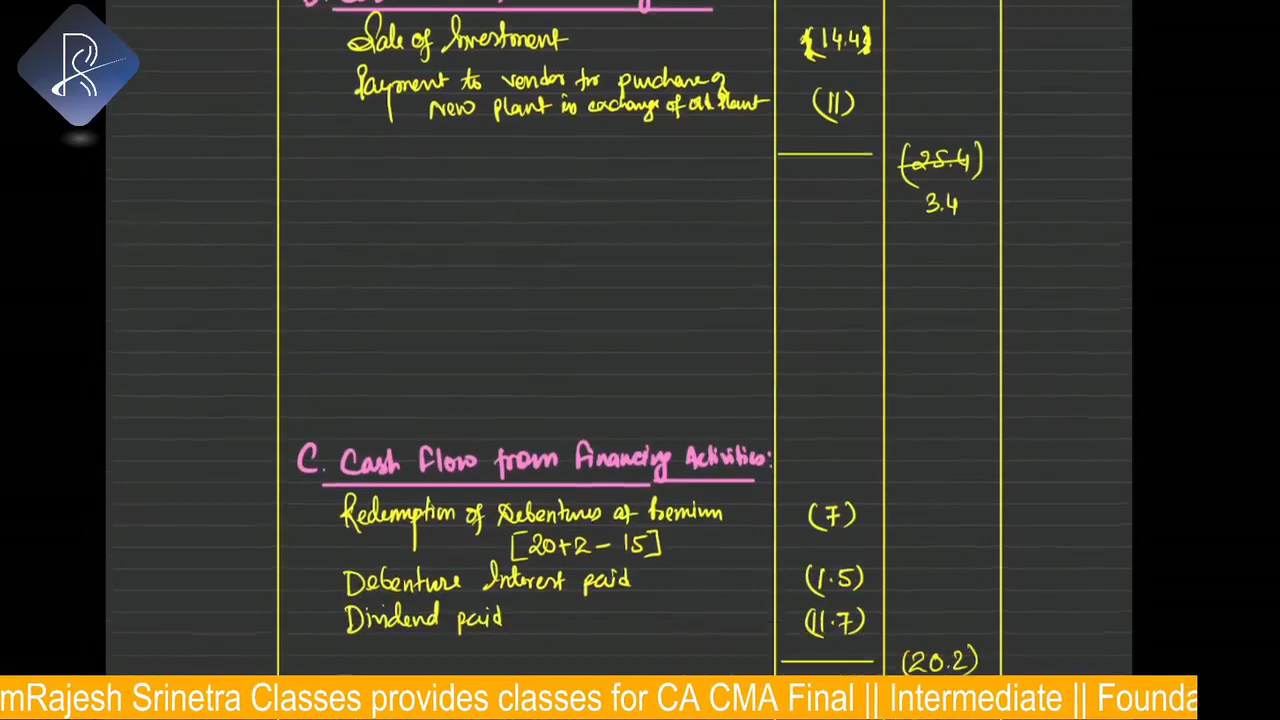 Sale of Investment (14.4)
Payment to vendor for purchase of
New plant in exchange of old plant (11)
(25.4)
3.4
C. Cash Flow from Financing Activities:
Redemption of Debentures at Premium (7)
[20+2-15]
Debenture Interest paid (1.5)
Dividend paid (11.7)
(20.2)
mRajesh Srinetra Classes provides classes for CA CMA Final || Intermediate || Founda